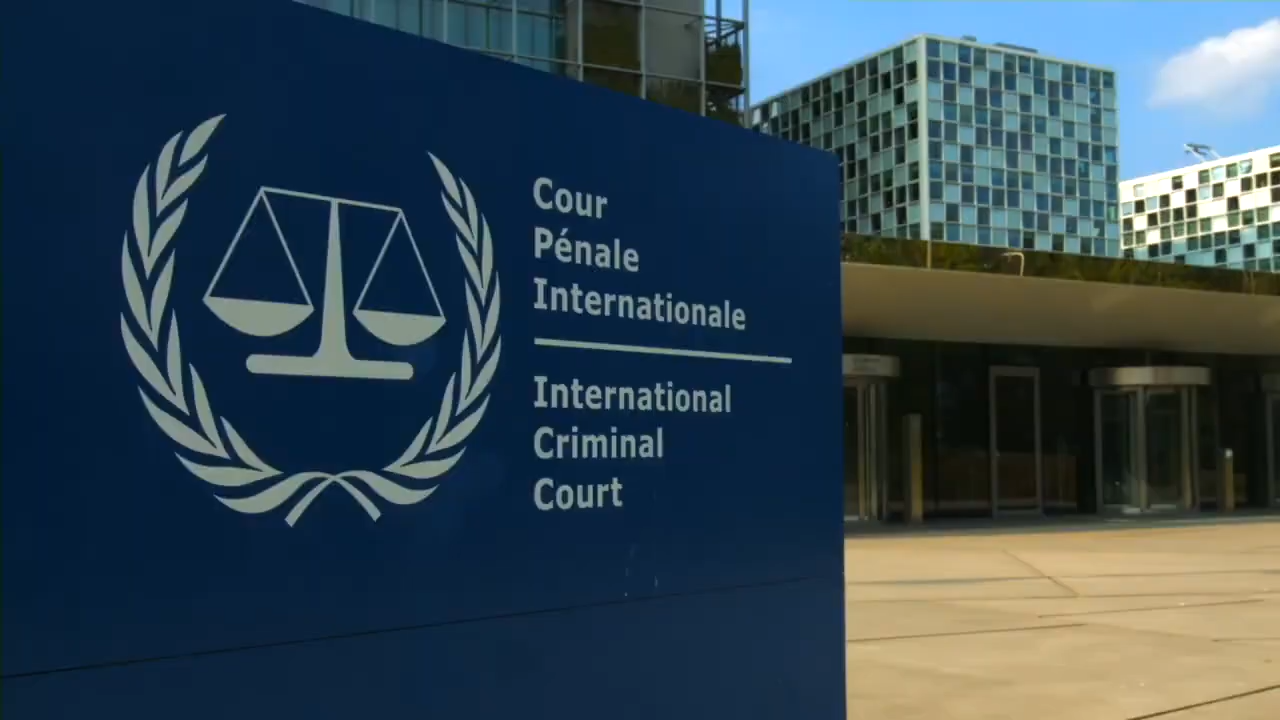 Cour
Pénale
Internationale
International
Criminal
Court